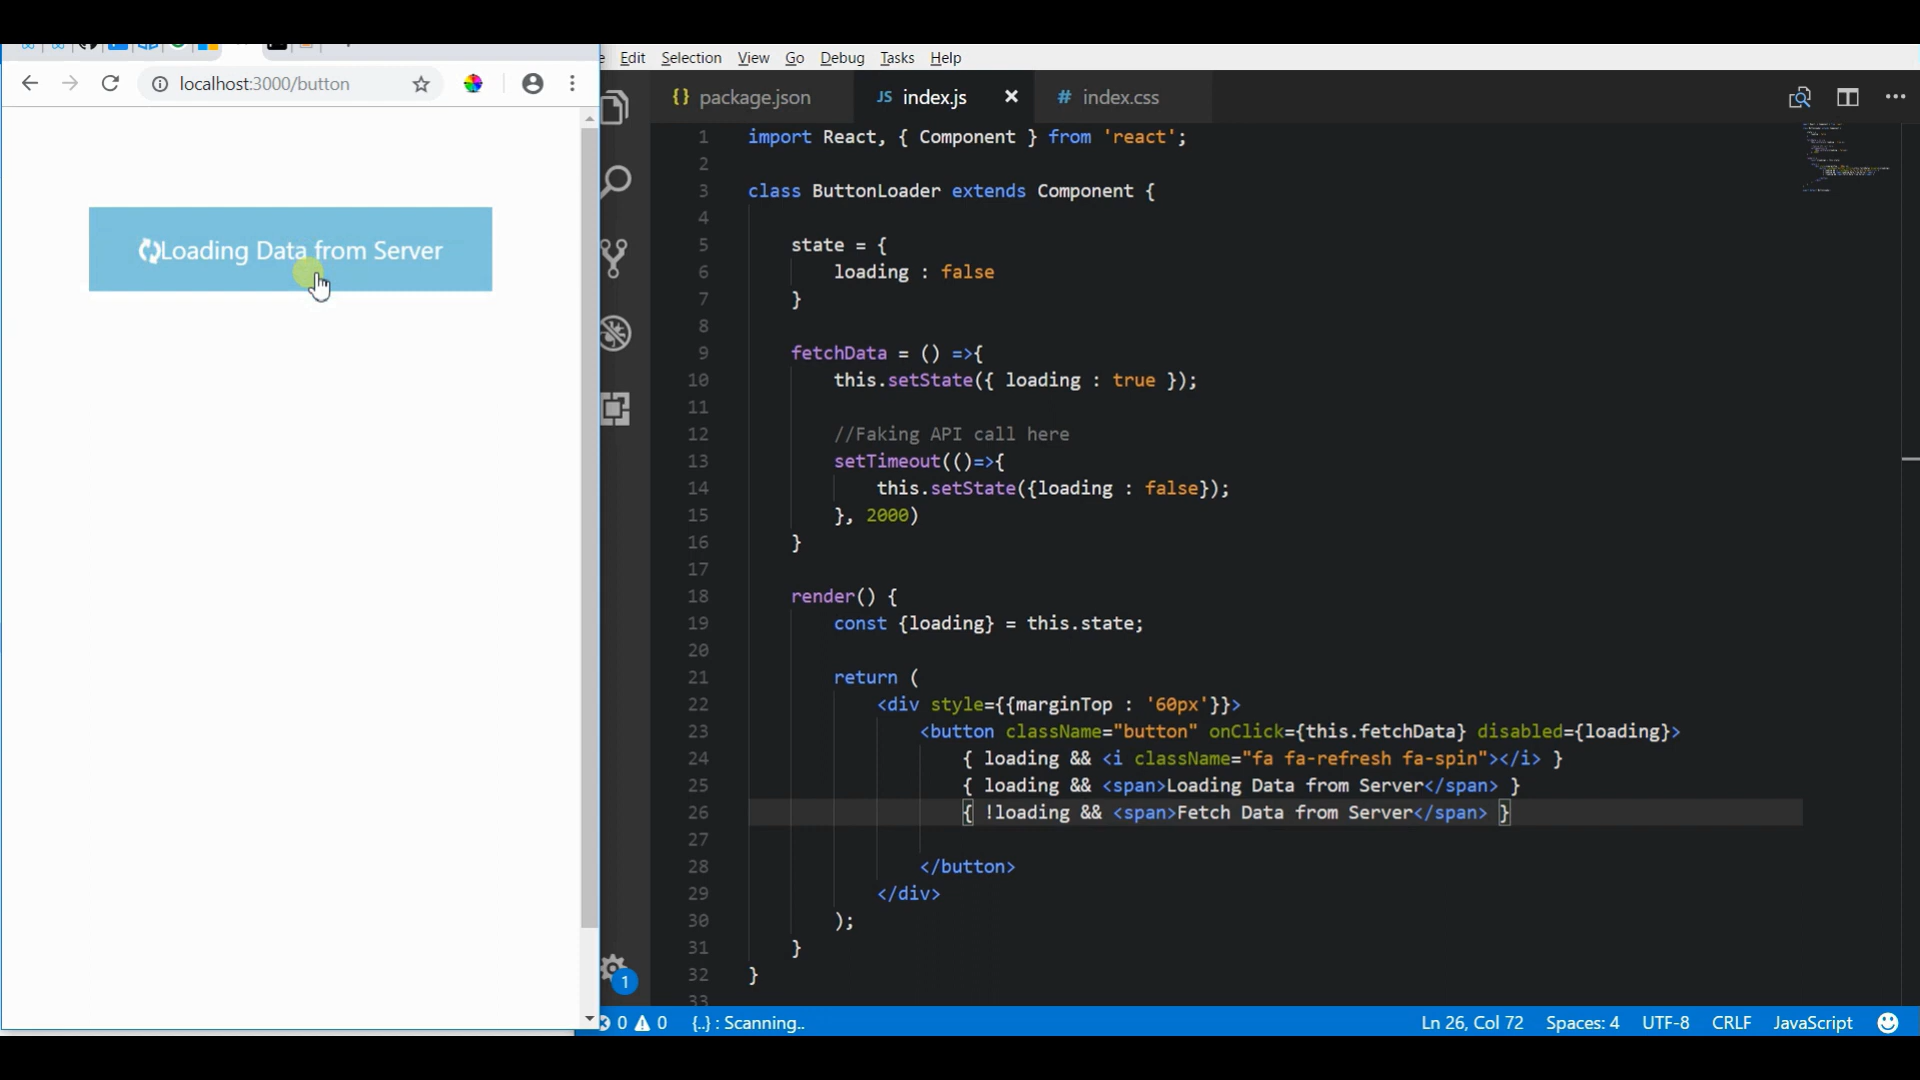 localhost:3000/button
Loading Data from Server
Edit Selection View Go Debug Tasks Help
{} package.json JS index.js × # index.css
1 import React, { Component } from 'react';
2
3 class ButtonLoader extends Component {
4
5 state = {
6 loading : false
7 }
8
9 fetchData = () =>{
10 this.setState({ loading : true });
11
12 //Faking API call here
13 setTimeout(()=>{
14 this.setState({loading : false});
15 }, 2000)
16 }
17
18 render() {
19 const {loading} = this.state;
20
21 return (
22 <div style={{marginTop : '60px'}}>
23 <button className="button" onClick={this.fetchData} disabled={loading}>
24 { loading && <i className="fa fa-refresh fa-spin"></i> }
25 { loading && <span>Loading Data from Server</span> }
26 { !loading && <span>Fetch Data from Server</span> }
27
28 </button>
29 </div>
30 );
31 }
32 }
33
1
0 0 {..} : Scanning.. Ln 26, Col 72 Spaces: 4 UTF-8 CRLF JavaScript